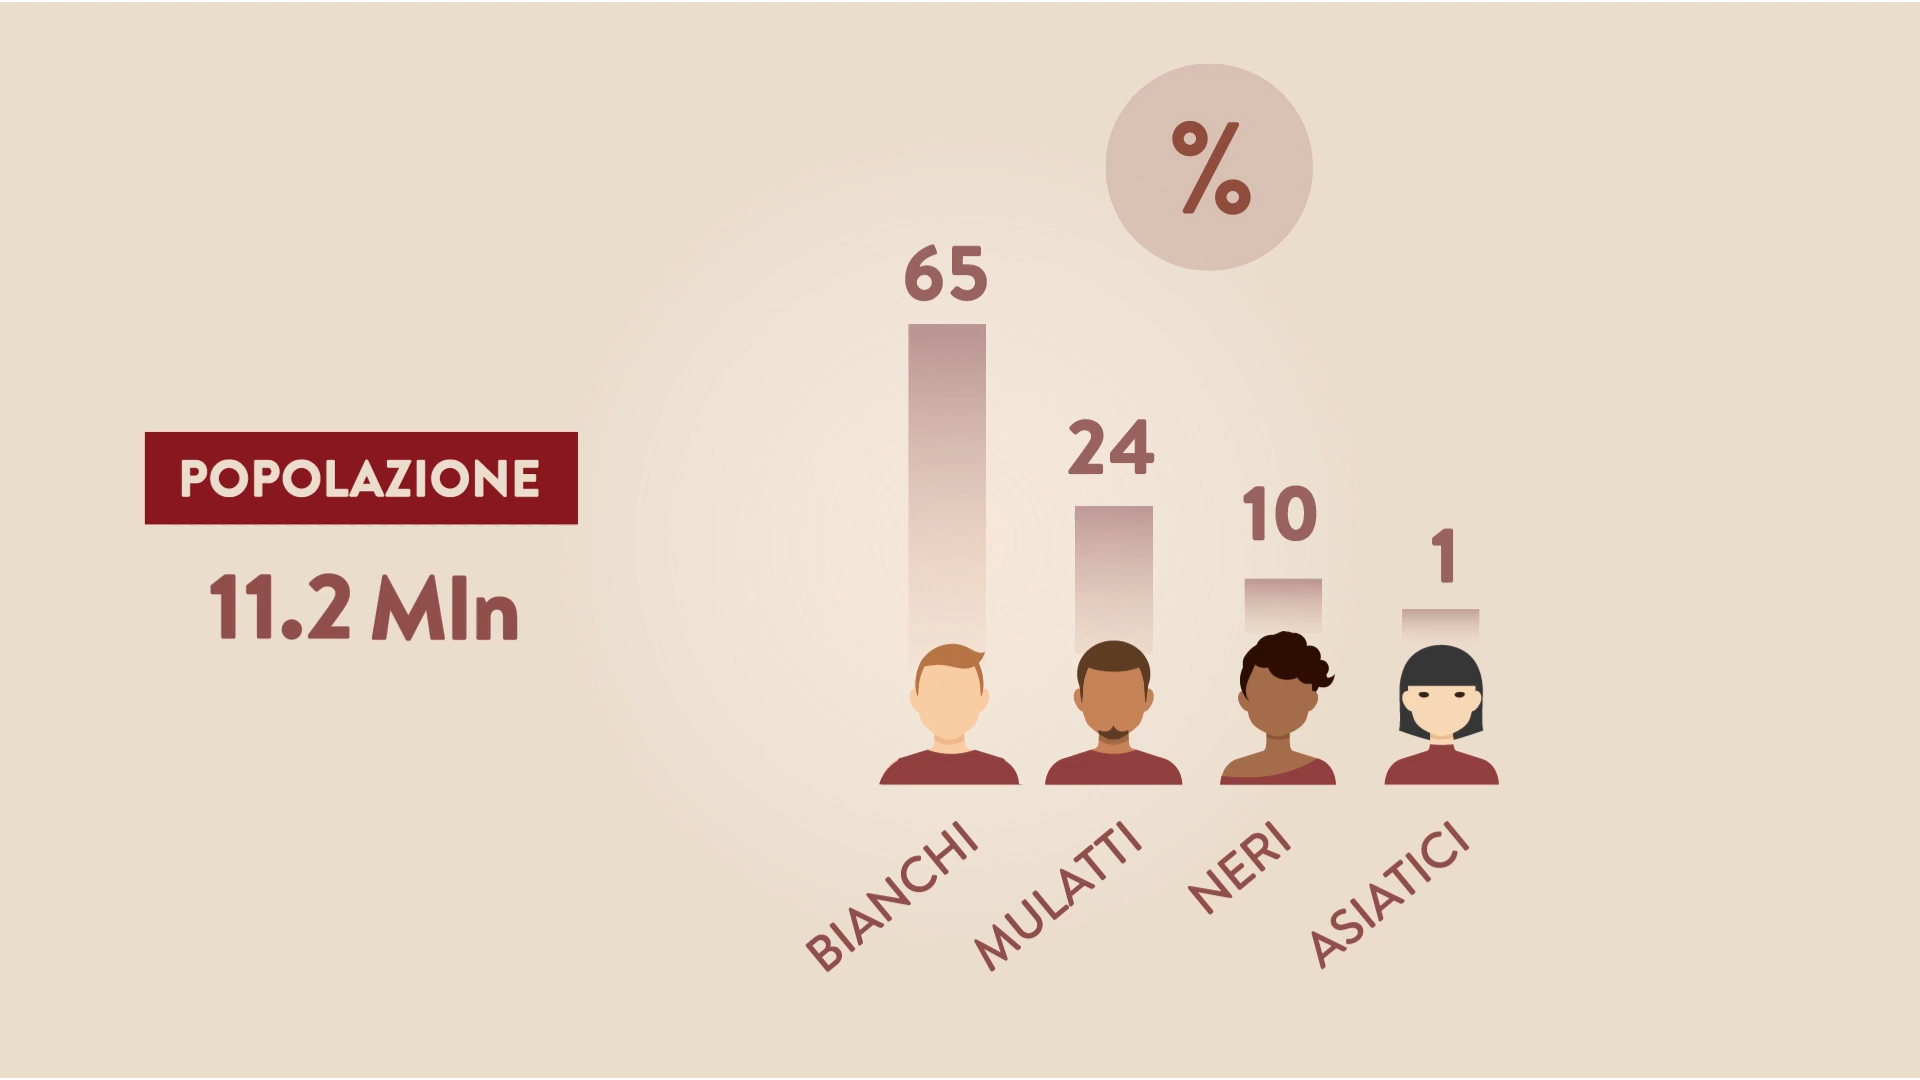 %
65
24
10
1
POPOLAZIONE
11.2 Mln
BIANCHI
MULATTI
NERI
ASIATICI